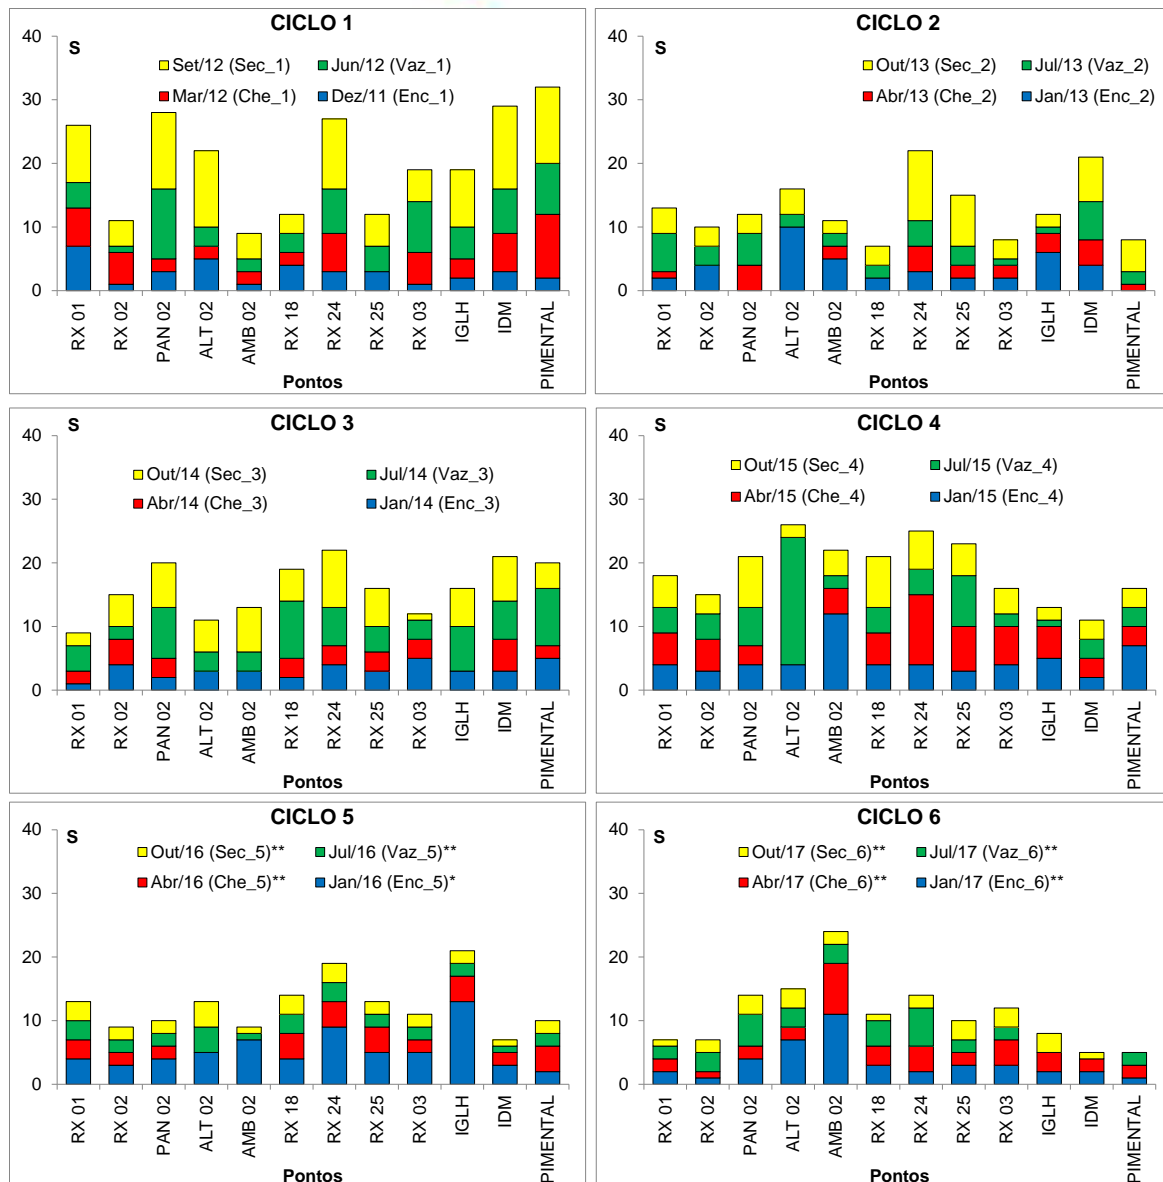 CICLO 1
40
S
Set/12 (Sec_1)
Jun/12 (Vaz_1)
Mar/12 (Che_1)
Dez/11 (Enc_1)
30
20
10
0
RX 01
RX 02
PAN 02
ALT 02
AMB 02
RX 18
RX 24
RX 25
RX 03
IGLH
IDM
PIMENTAL
Pontos
CICLO 2
40
S
Out/13 (Sec_2)
Jul/13 (Vaz_2)
Abr/13 (Che_2)
Jan/13 (Enc_2)
30
20
10
0
RX 01
RX 02
PAN 02
ALT 02
AMB 02
RX 18
RX 24
RX 25
RX 03
IGLH
IDM
PIMENTAL
Pontos
CICLO 3
40
S
Out/14 (Sec_3)
Jul/14 (Vaz_3)
Abr/14 (Che_3)
Jan/14 (Enc_3)
30
20
10
0
RX 01
RX 02
PAN 02
ALT 02
AMB 02
RX 18
RX 24
RX 25
RX 03
IGLH
IDM
PIMENTAL
Pontos
CICLO 4
40
S
Out/15 (Sec_4)
Jul/15 (Vaz_4)
Abr/15 (Che_4)
Jan/15 (Enc_4)
30
20
10
0
RX 01
RX 02
PAN 02
ALT 02
AMB 02
RX 18
RX 24
RX 25
RX 03
IGLH
IDM
PIMENTAL
Pontos
CICLO 5
40
S
Out/16 (Sec_5)**
Jul/16 (Vaz_5)**
Abr/16 (Che_5)**
Jan/16 (Enc_5)*
30
20
10
0
RX 01
RX 02
PAN 02
ALT 02
AMB 02
RX 18
RX 24
RX 25
RX 03
IGLH
IDM
PIMENTAL
Pontos
CICLO 6
40
S
Out/17 (Sec_6)**
Jul/17 (Vaz_6)**
Abr/17 (Che_6)**
Jan/17 (Enc_6)**
30
20
10
0
RX 01
RX 02
PAN 02
ALT 02
AMB 02
RX 18
RX 24
RX 25
RX 03
IGLH
IDM
PIMENTAL
Pontos